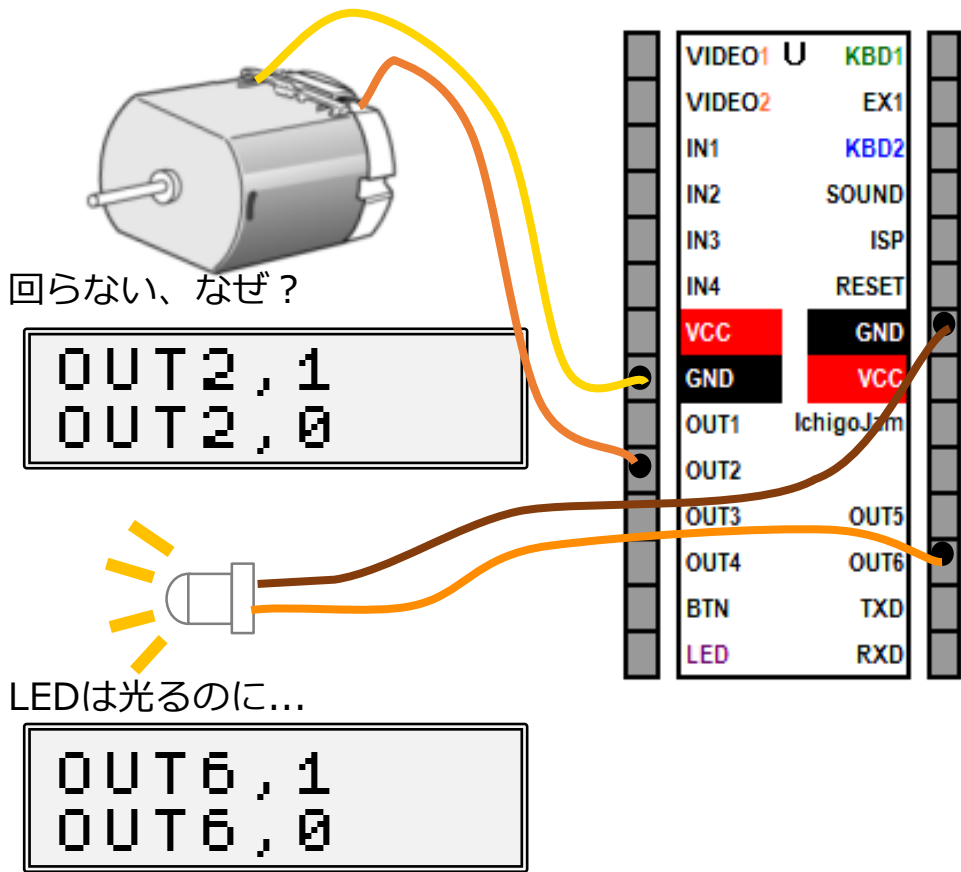 回らない、なぜ？
OUT2,1
OUT2,0
LEDは光るのに...
OUT6,1
OUT6,0
VIDEO1 U KBD1
VIDEO2 EX1
IN1 KBD2
IN2 SOUND
IN3 ISP
IN4 RESET
VCC GND
GND VCC
OUT1 IchigoJam
OUT2
OUT3 OUT5
OUT4 OUT6
BTN TXD
LED RXD